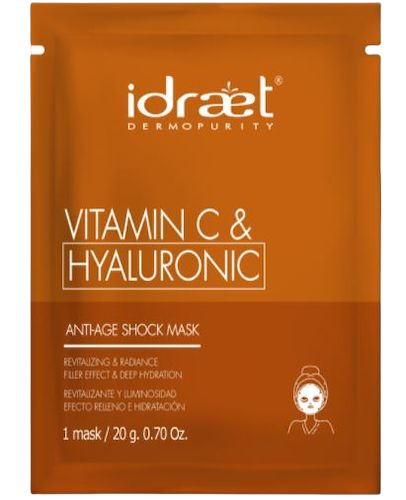 idraet®
DERMOPURITY
VITAMIN C &
HYALURONIC
ANTI-AGE SHOCK MASK
REVITALIZING & RADIANCE
FILLER EFFECT & DEEP HYDRATION
REVITALIZANTE Y LUMINOSIDAD
EFECTO RELLENO E HIDRATACIÓN
1 mask / 20 g. 0.70 Oz.